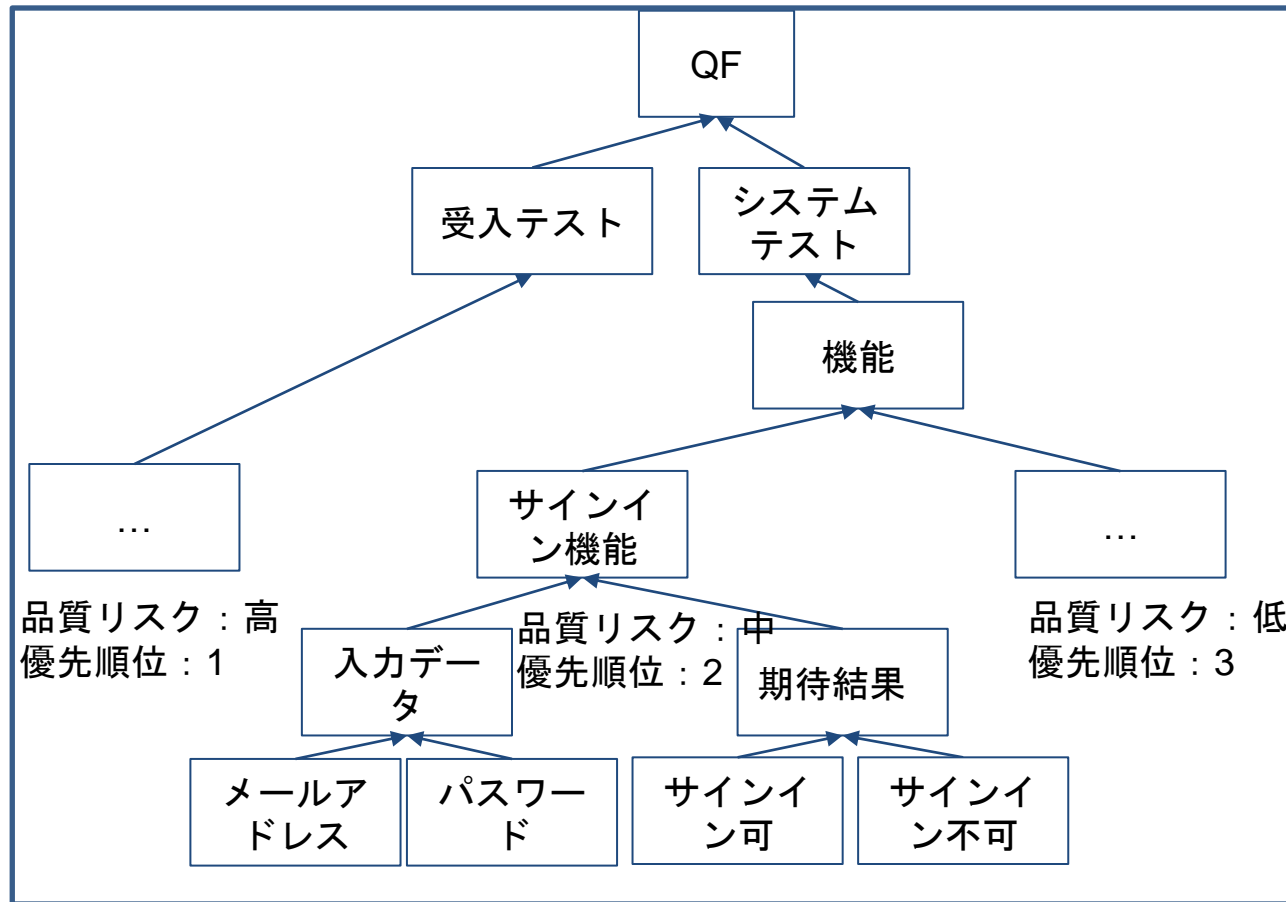 QF
受入テスト
システム
テスト
機能
…
サインイ
ン機能
…
品質リスク：高
優先順位：1
品質リスク：中
優先順位：2
品質リスク：低
優先順位：3
入力デー
タ
期待結果
メールア
ドレス
パスワー
ド
サインイ
ン可
サインイ
ン不可